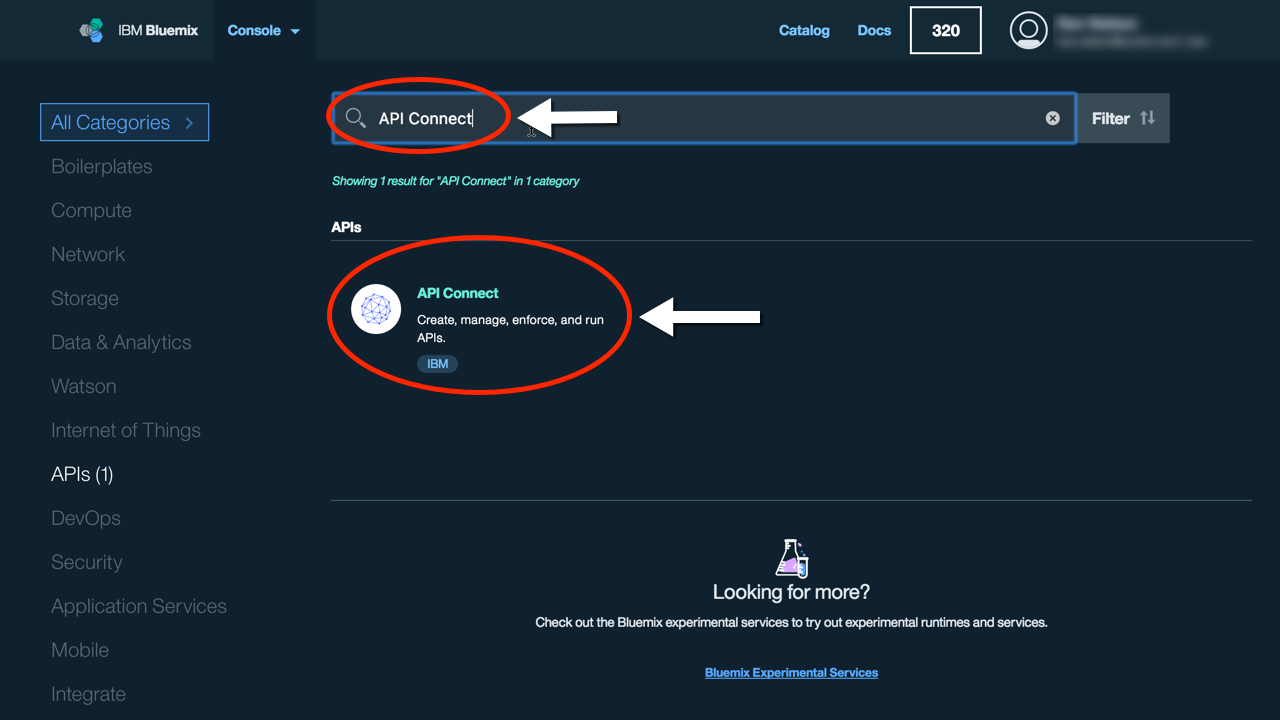 IBM Bluemix
Console
Catalog
Docs
320
All Categories
Boilerplates
Compute
Network
Storage
Data & Analytics
Watson
Internet of Things
APIs (1)
DevOps
Security
Application Services
Mobile
Integrate
API Connect
Filter
Showing 1 result for "API Connect" in 1 category
APIs
API Connect
Create, manage, enforce, and run
APIs.
IBM
Looking for more?
Check out the Bluemix experimental services to try out experimental runtimes and services.
Bluemix Experimental Services